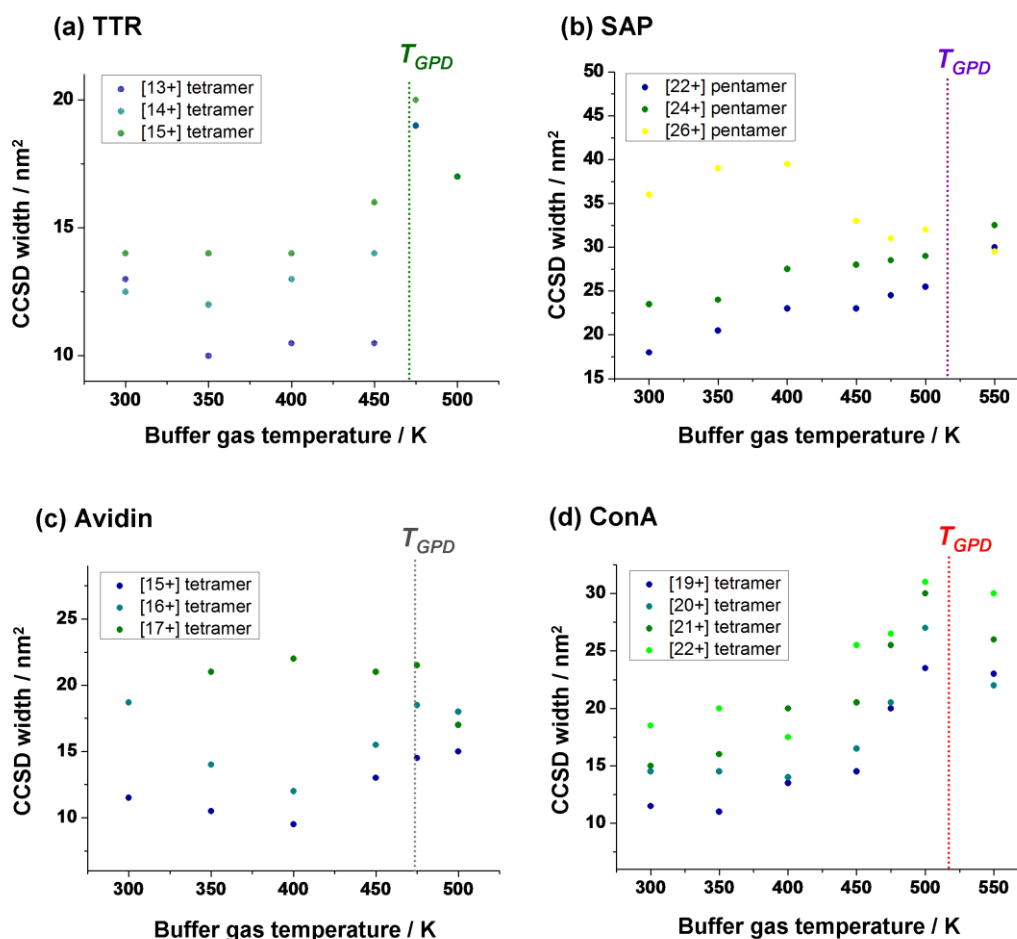 (a) TTR
T_GPD
[13+] tetramer
[14+] tetramer
[15+] tetramer
CCSD width / nm²
20
15
10
300 350 400 450 500
Buffer gas temperature / K
(b) SAP
T_GPD
[22+] pentamer
[24+] pentamer
[26+] pentamer
CCSD width / nm²
50
45
40
35
30
25
20
15
300 350 400 450 500 550
Buffer gas temperature / K
(c) Avidin
T_GPD
[15+] tetramer
[16+] tetramer
[17+] tetramer
CCSD width / nm²
25
20
15
10
300 350 400 450 500
Buffer gas temperature / K
(d) ConA
T_GPD
[19+] tetramer
[20+] tetramer
[21+] tetramer
[22+] tetramer
CCSD width / nm²
30
25
20
15
10
300 350 400 450 500 550
Buffer gas temperature / K